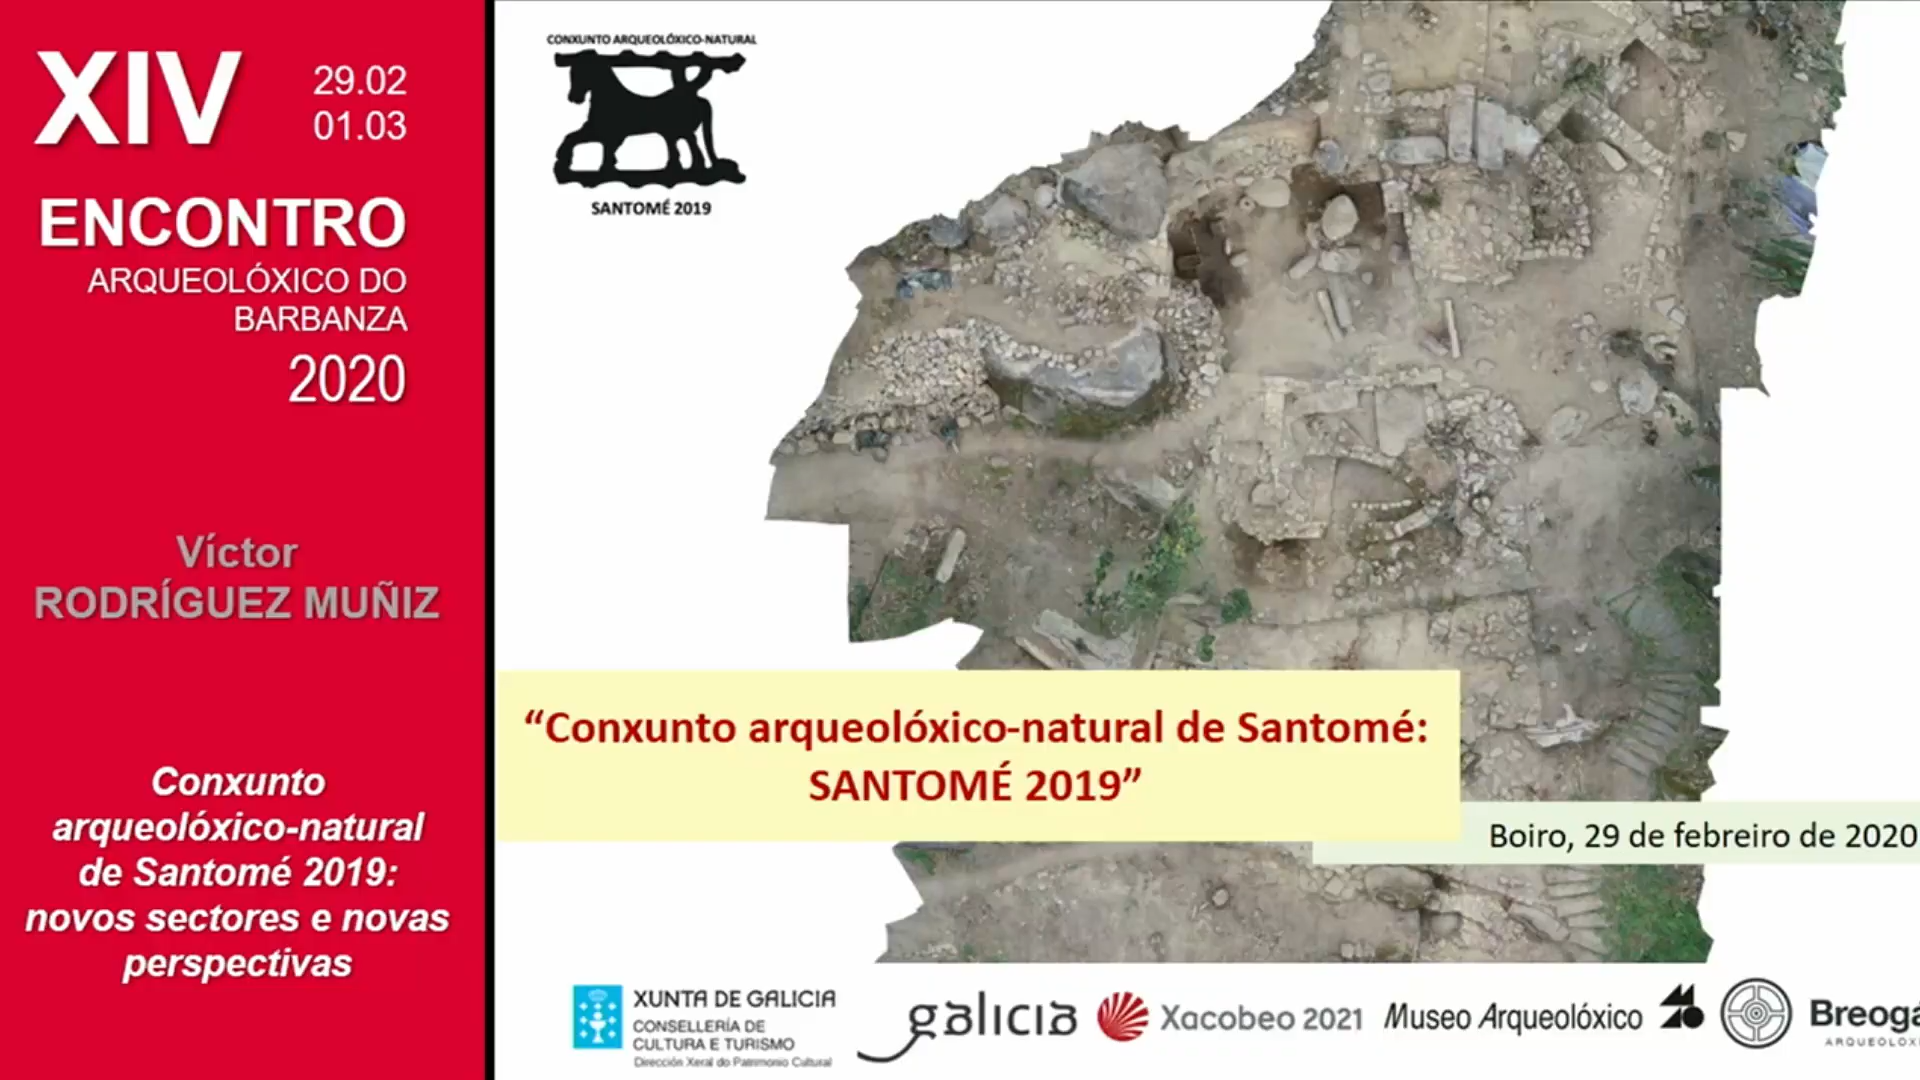 XIV
29.02
01.03
ENCONTRO
ARQUEOLÓXICO DO
BARBANZA
2020
Víctor
RODRÍGUEZ MUÑIZ
Conxunto
arqueolóxico-natural
de Santomé 2019:
novos sectores e novas
perspectivas
CONXUNTO ARQUEOLÓXICO-NATURAL
SANTOMÉ 2019
“Conxunto arqueolóxico-natural de Santomé:
SANTOMÉ 2019”
Boiro, 29 de febreiro de 2020
XUNTA DE GALICIA
CONSELLERÍA DE
CULTURA E TURISMO
Dirección Xeral do Patrimonio Cultural
galicia
Xacobeo 2021
Museo Arqueolóxico